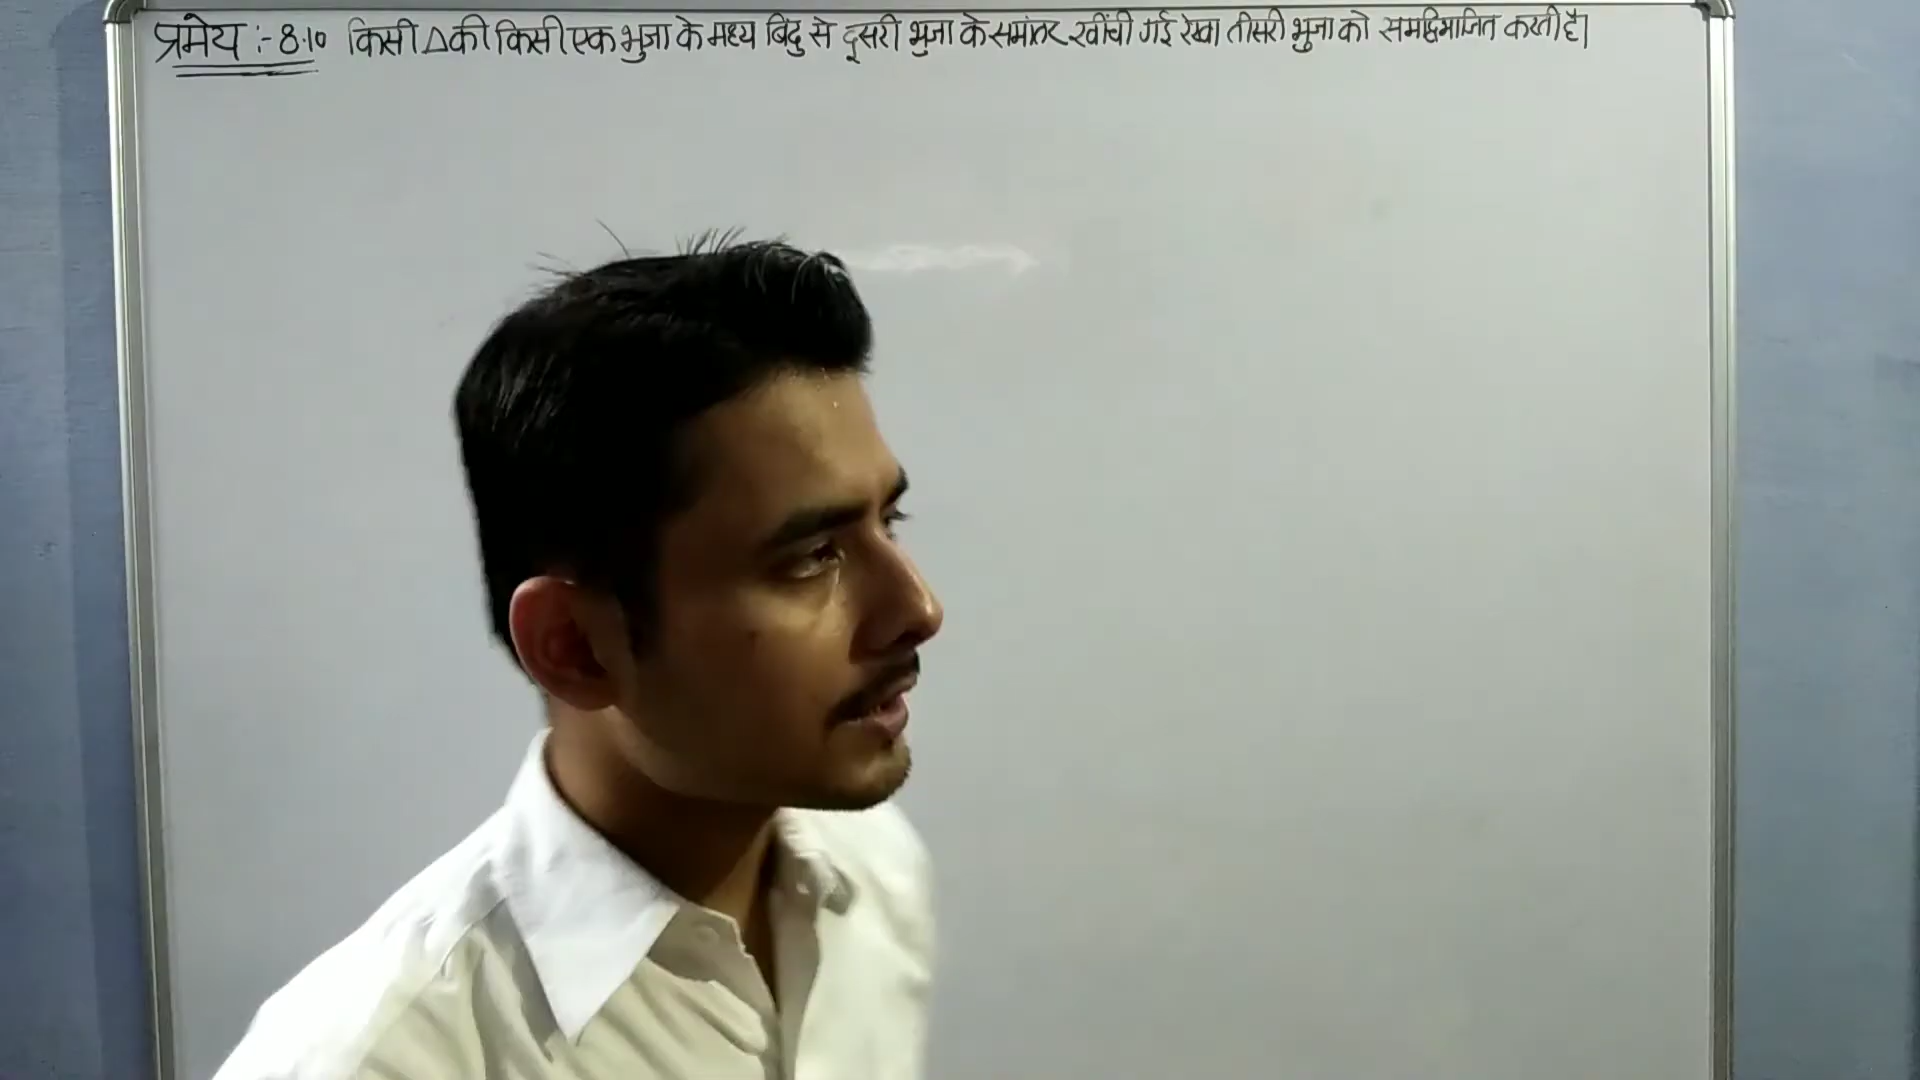 प्रमेय :- 8.10 किसी △ की किसी एक भुजा के मध्य बिंदु से दूसरी भुजा के समांतर खींची गई रेखा तीसरी भुजा को समद्विभाजित करती है।